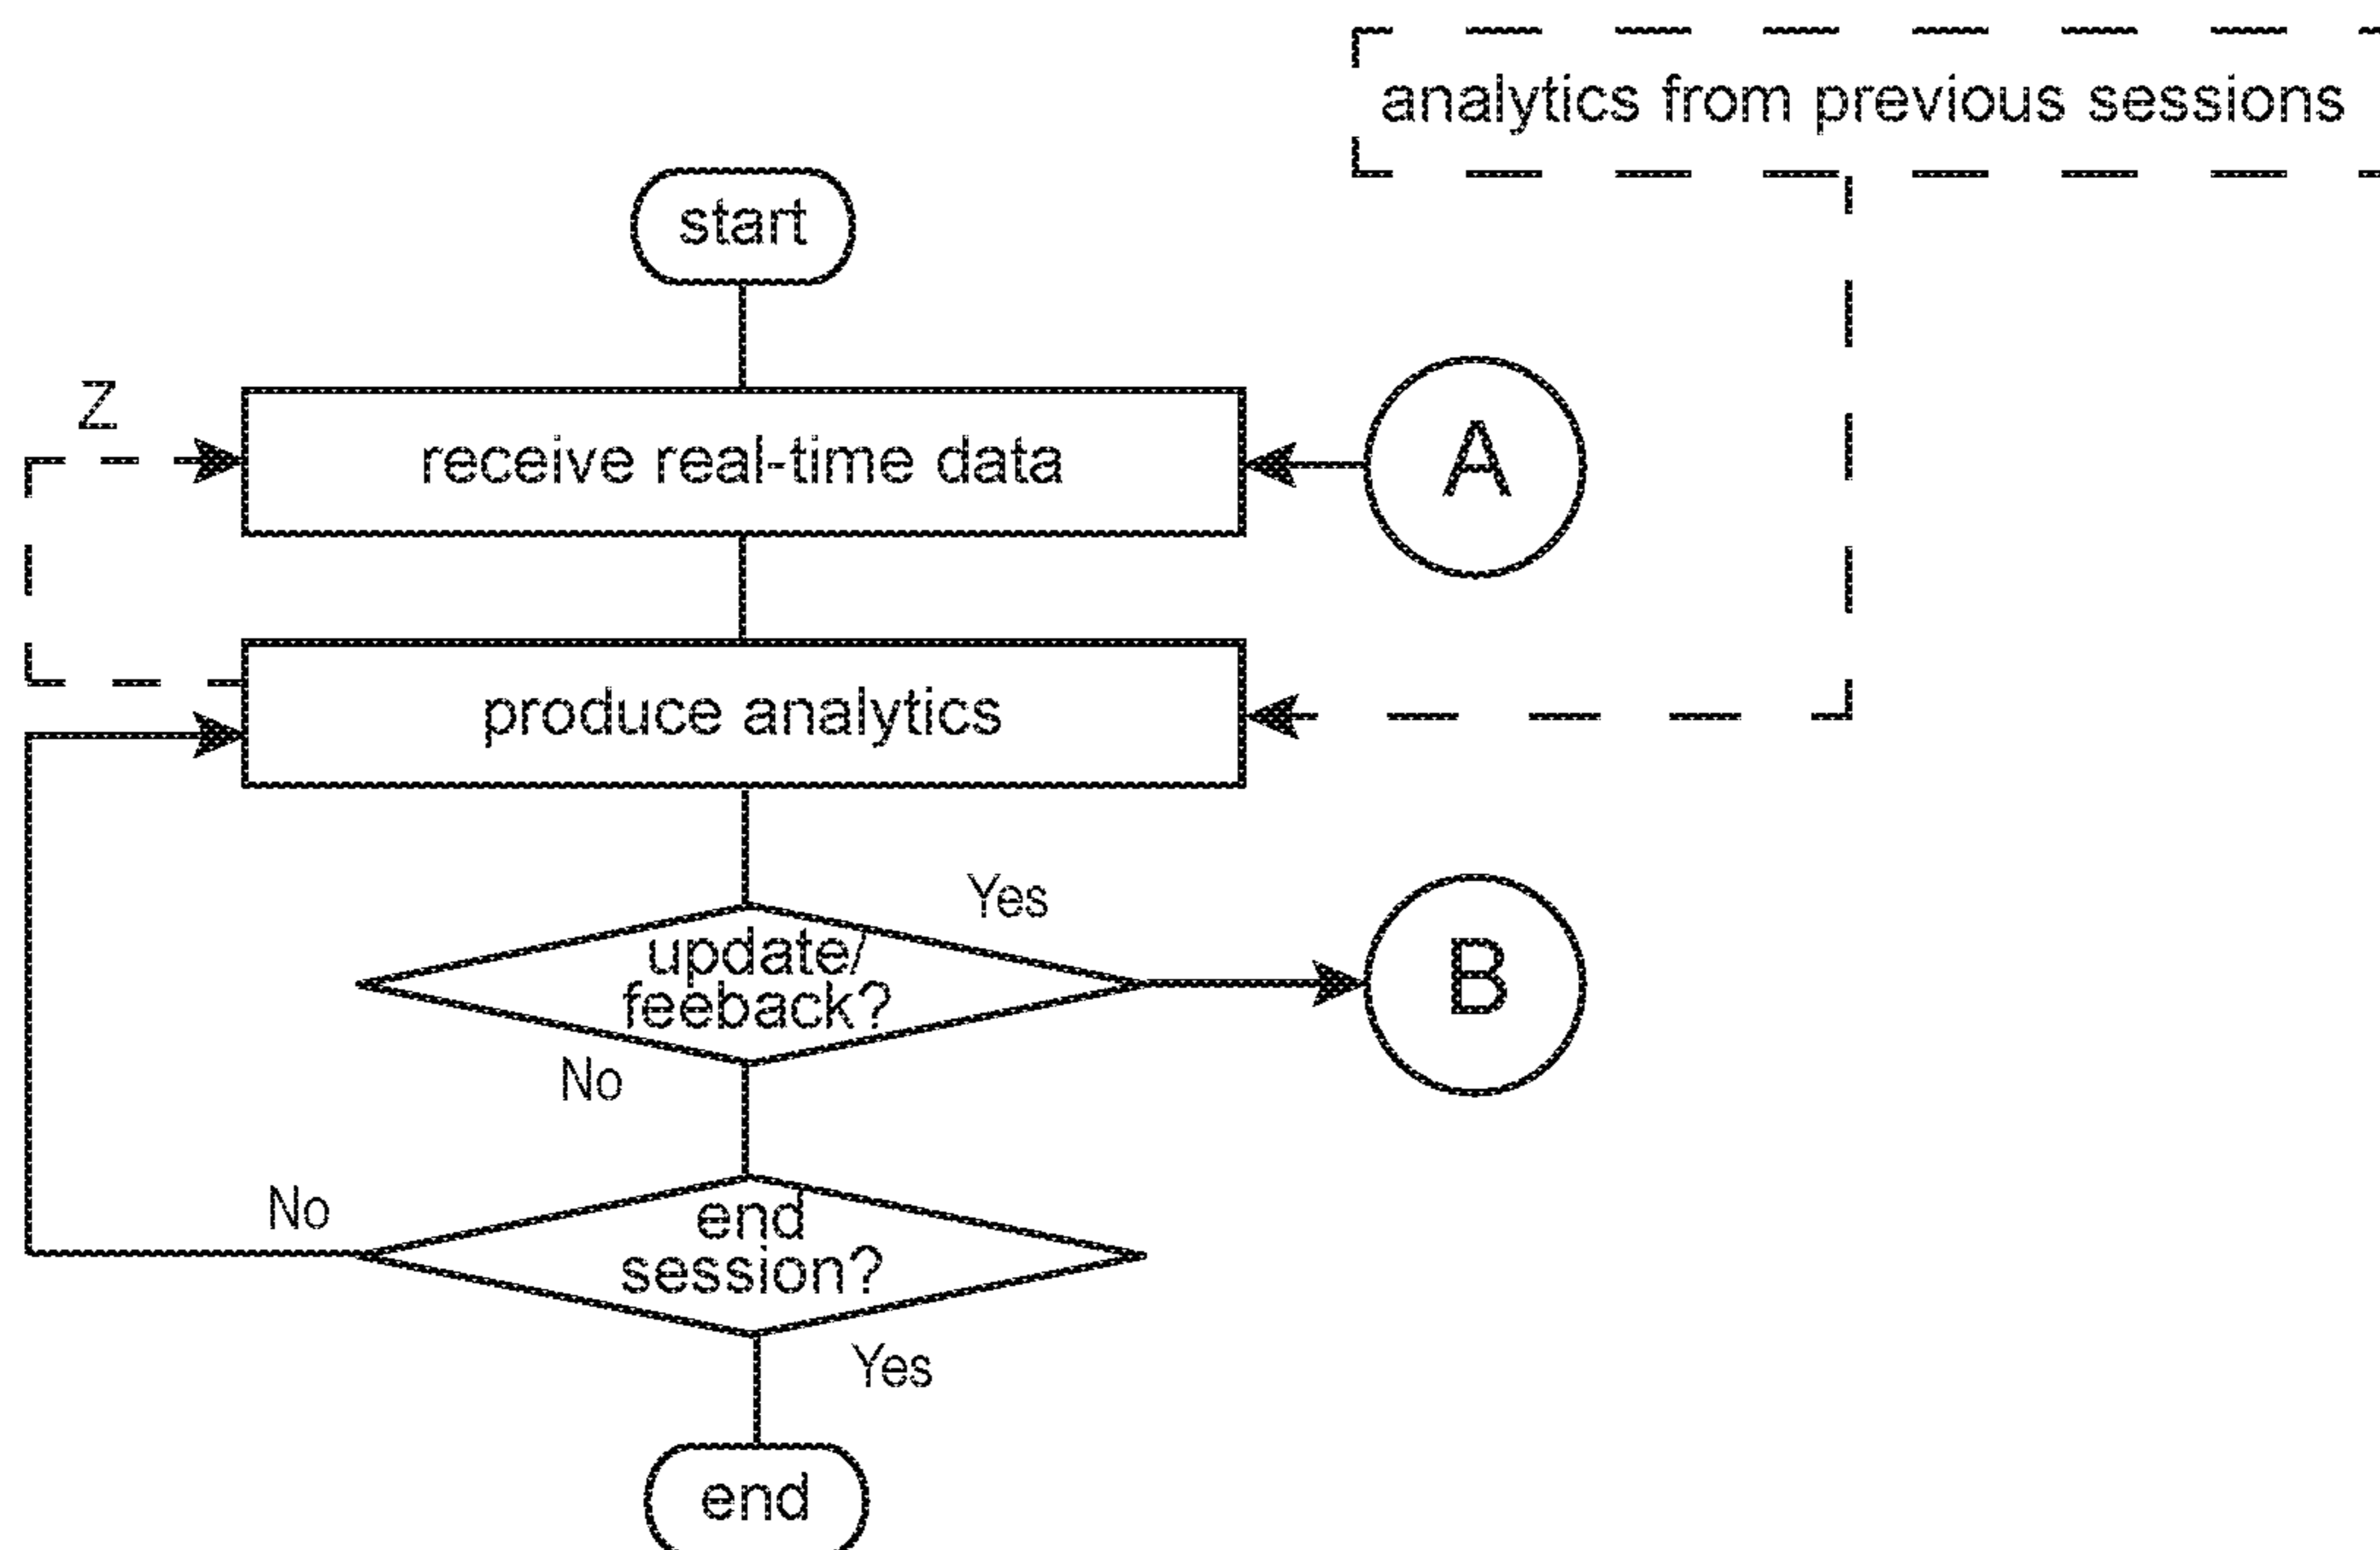 analytics from previous sessions
start
Z
receive real-time data
A
produce analytics
Yes
update/
feeback?
B
No
No
end
session?
Yes
end